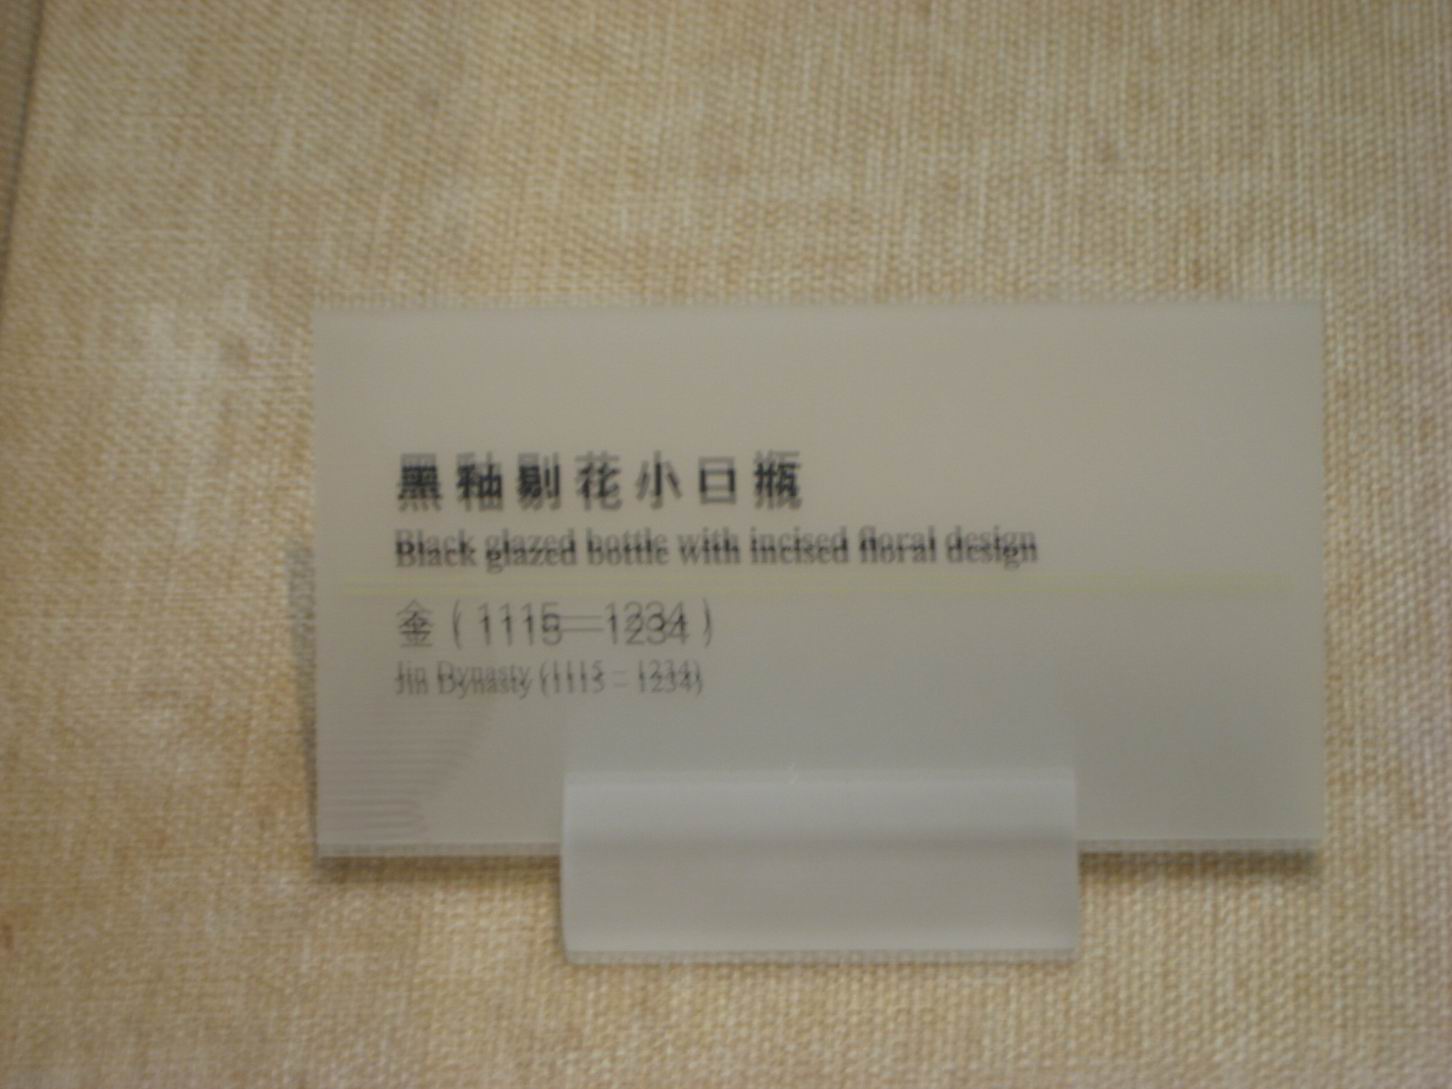 黑釉剔花小口瓶
Black glazed bottle with incised floral design
金（1115—1234）
Jin Dynasty (1115 – 1234)